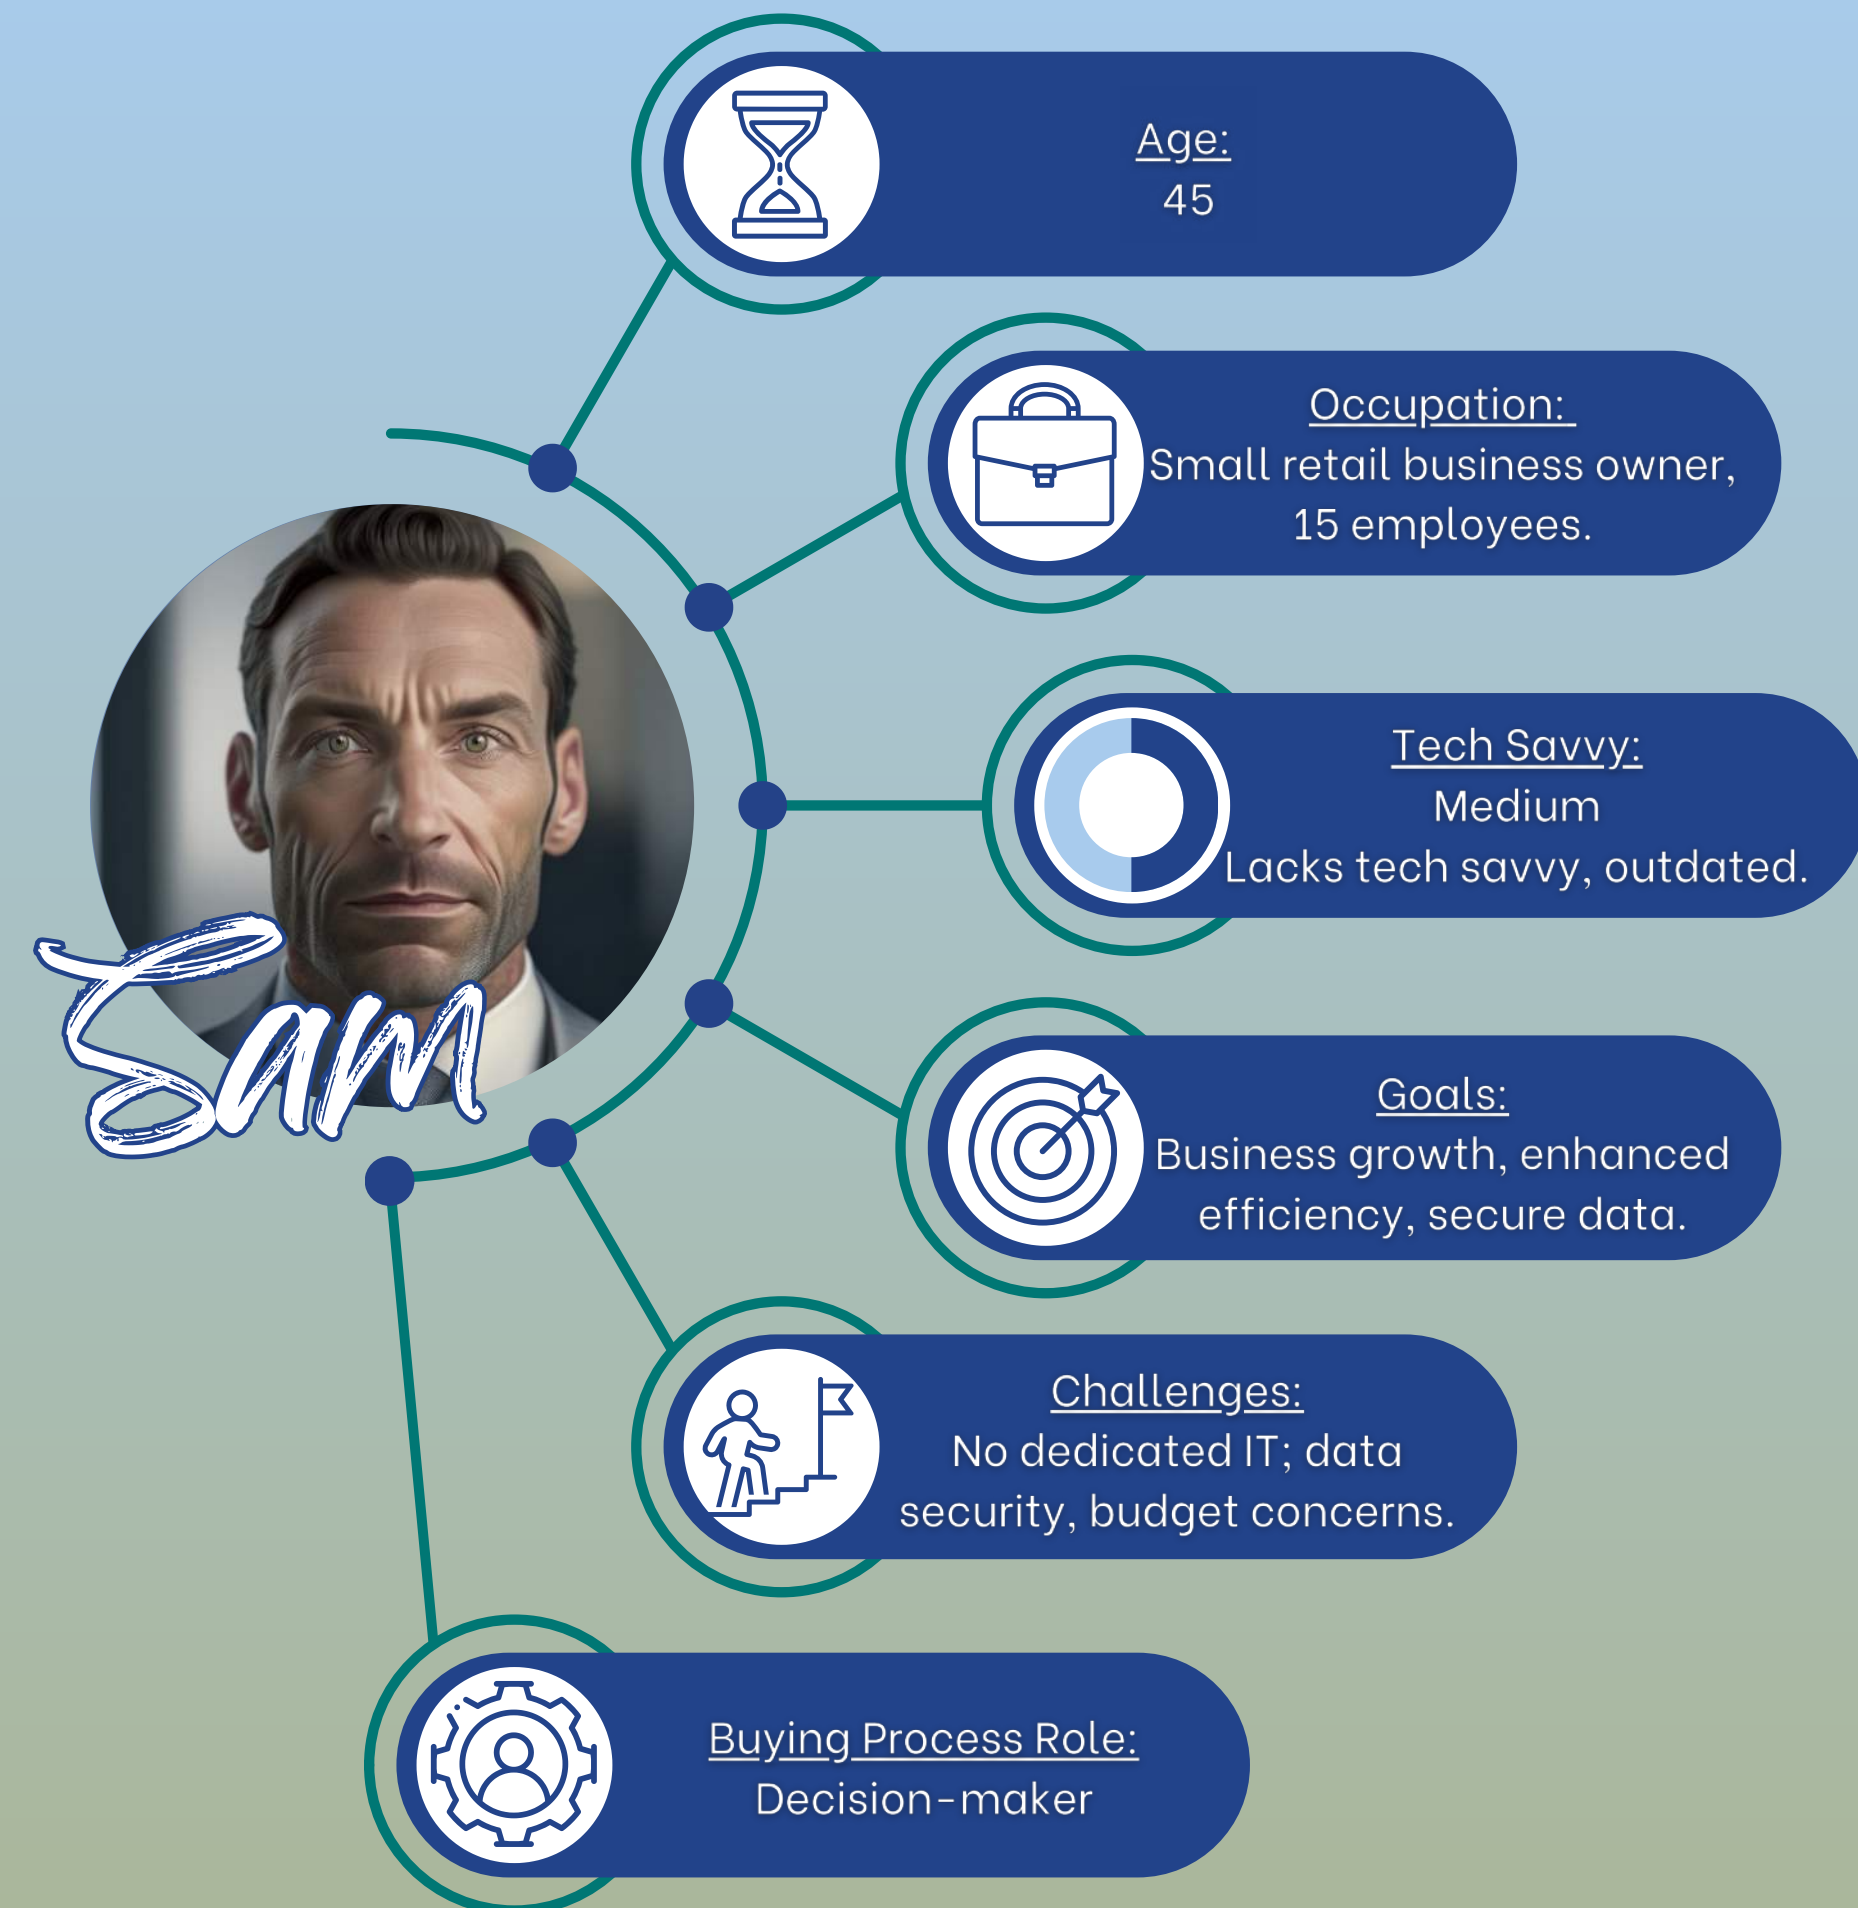 Age:
45
Occupation:
Small retail business owner,
15 employees.
Tech Savvy:
Medium
Lacks tech savvy, outdated.
Sam
Goals:
Business growth, enhanced
efficiency, secure data.
Challenges:
No dedicated IT; data
security, budget concerns.
Buying Process Role:
Decision-maker